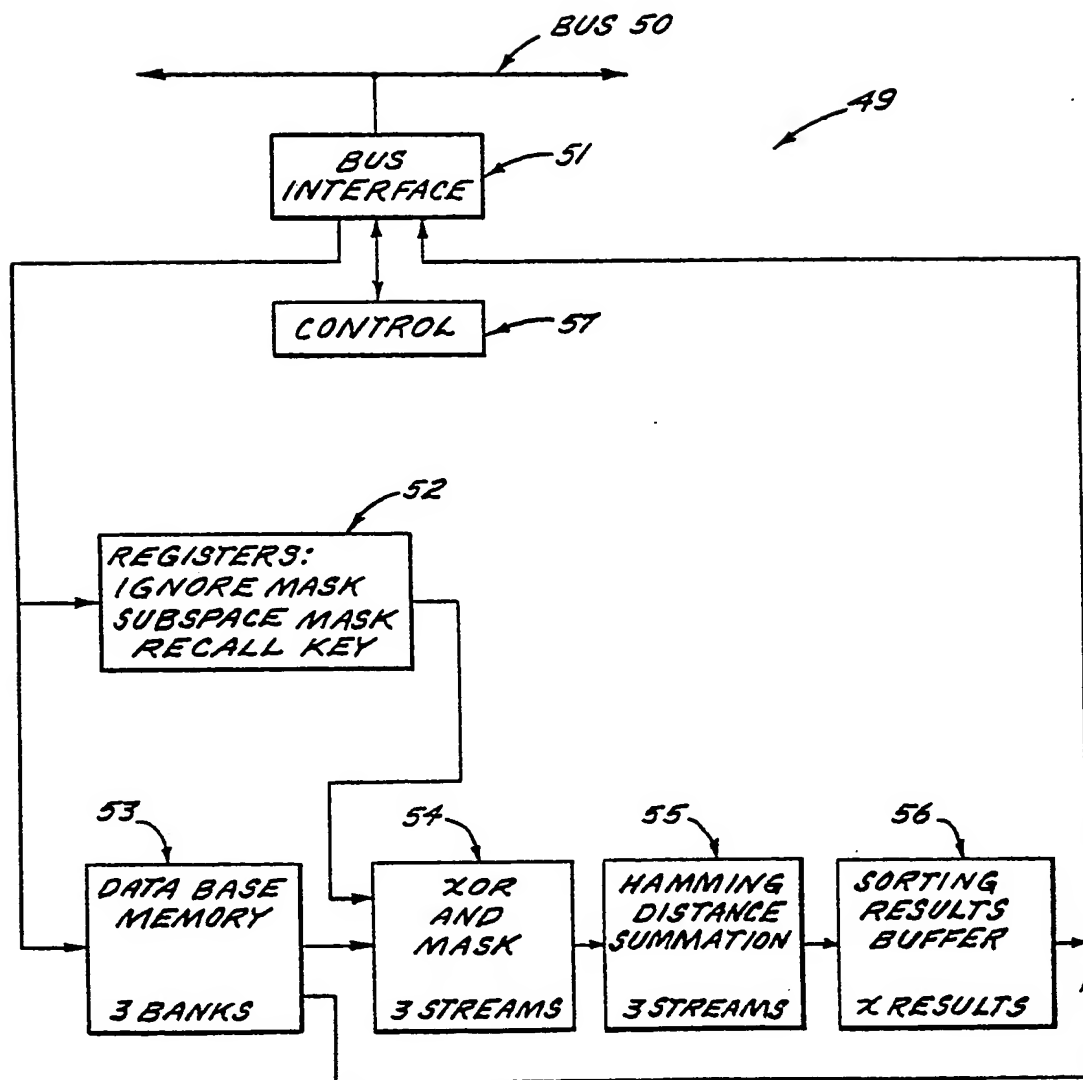 BUS 50
49
BUS
INTERFACE
51
CONTROL
57
52
REGISTERS:
IGNORE MASK
SUBSPACE MASK
RECALL KEY
53
DATA BASE
MEMORY
3 BANKS
54
XOR
AND
MASK
3 STREAMS
55
HAMMING
DISTANCE
SUMMATION
3 STREAMS
56
SORTING
RESULTS
BUFFER
X RESULTS